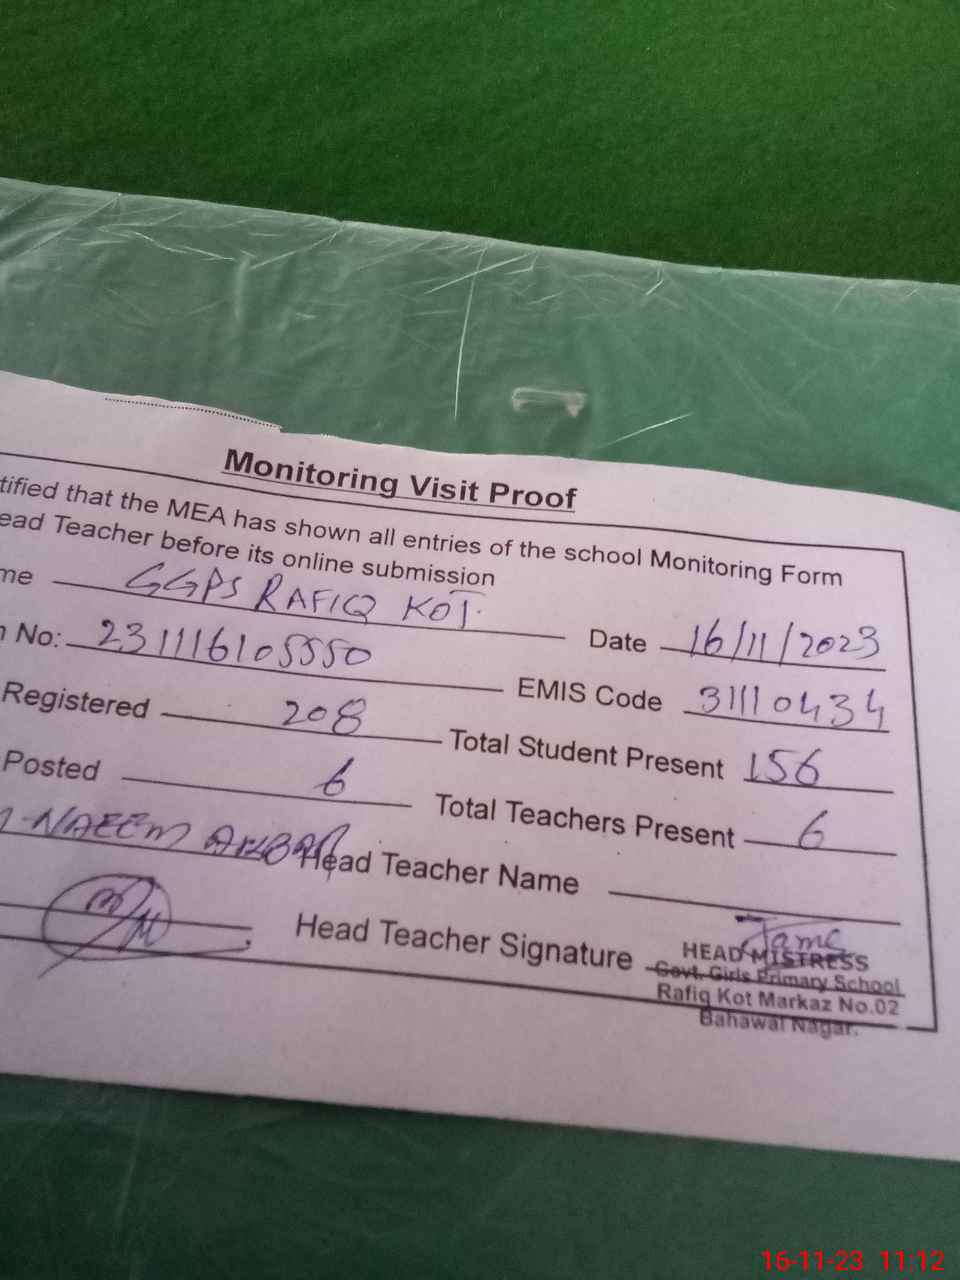 Monitoring Visit Proof
tified that the MEA has shown all entries of the school Monitoring Form
ead Teacher before its online submission
me GGPS RAFIQ KOT. Date 16/11/2023
No: 231116105550 EMIS Code 31110434
Registered 208 Total Student Present 156
Posted 6 Total Teachers Present 6
NAEEM AKBAR Head Teacher Name
Head Teacher Signature
HEAD MISTRESS
Govt. Girls Primary School
Rafiq Kot Markaz No.02
Bahawal Nagar.
16-11-23 11:12